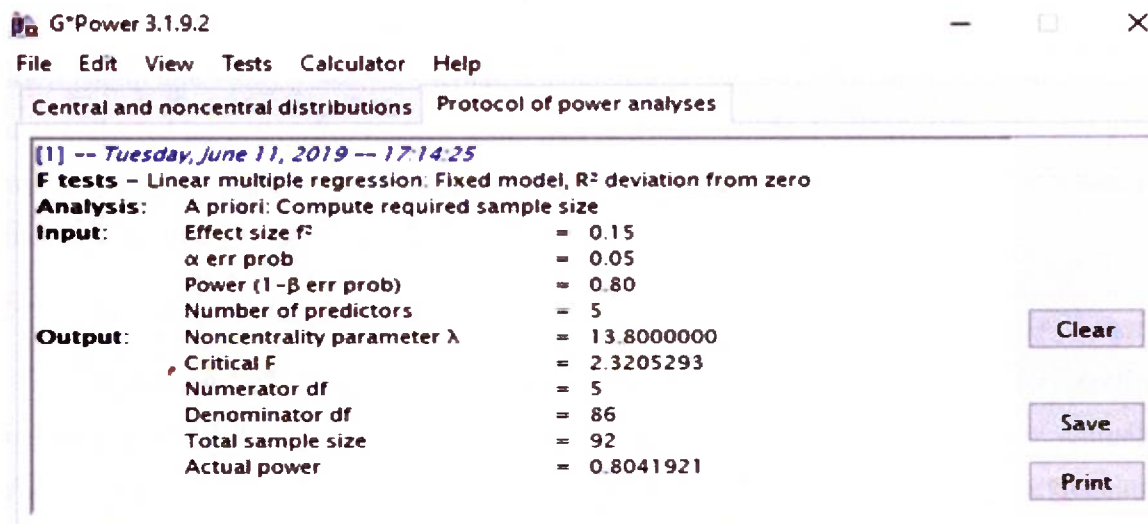 G*Power 3.1.9.2
File Edit View Tests Calculator Help
Central and noncentral distributions Protocol of power analyses
[1] -- Tuesday, June 11, 2019 -- 17:14:25
F tests – Linear multiple regression: Fixed model, R² deviation from zero
Analysis: A priori: Compute required sample size
Input: Effect size f² = 0.15
α err prob = 0.05
Power (1-β err prob) = 0.80
Number of predictors = 5
Output: Noncentrality parameter λ = 13.8000000
Critical F = 2.3205293
Numerator df = 5
Denominator df = 86
Total sample size = 92
Actual power = 0.8041921
Clear
Save
Print